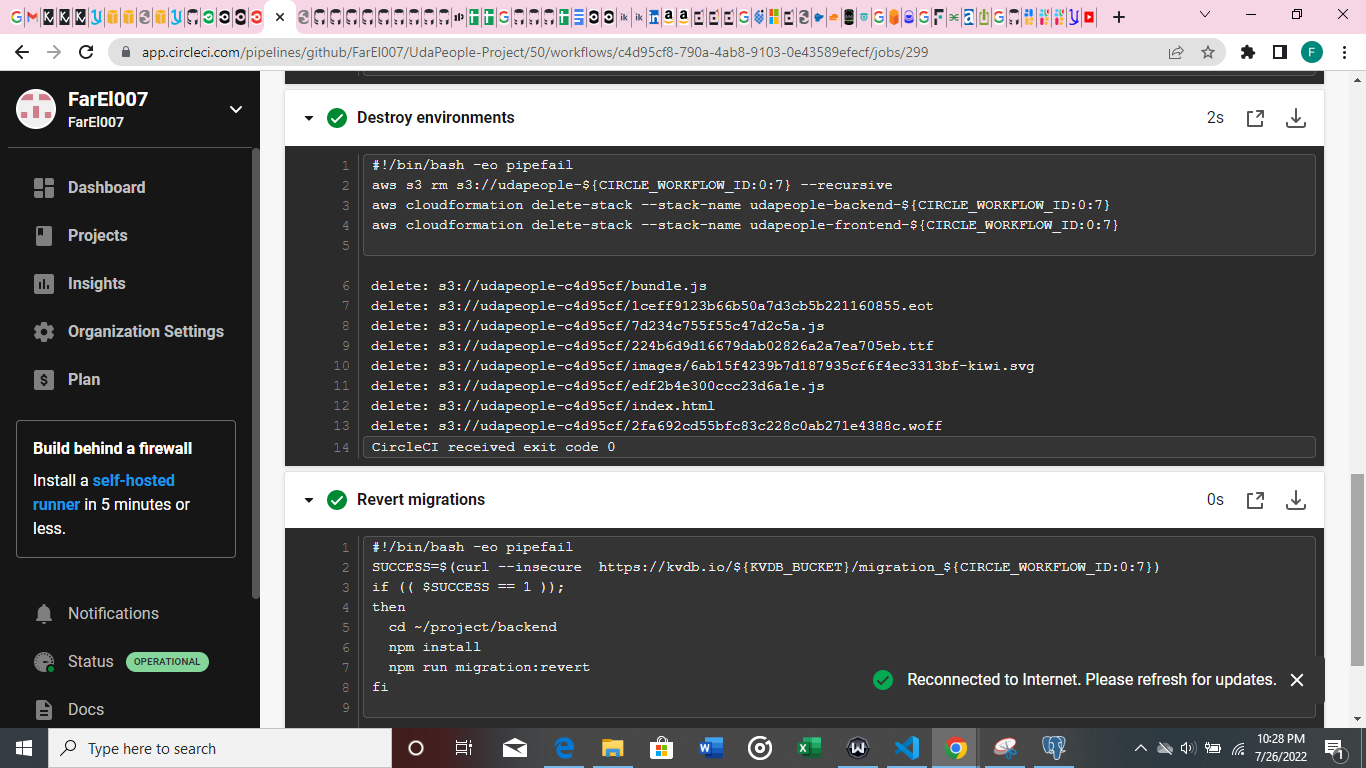 app.circleci.com/pipelines/github/FarEl007/UdaPeople-Project/50/workflows/c4d95cf8-790a-4ab8-9103-0e43589efecf/jobs/299
F
FarEl007
FarEl007
Dashboard
Projects
Insights
Organization Settings
Plan
Build behind a firewall
Install a self-hosted
runner in 5 minutes or
less.
Notifications
Status OPERATIONAL
Docs
Destroy environments 2s
1 #!/bin/bash -eo pipefail
2 aws s3 rm s3://udapeople-${CIRCLE_WORKFLOW_ID:0:7} --recursive
3 aws cloudformation delete-stack --stack-name udapeople-backend-${CIRCLE_WORKFLOW_ID:0:7}
4 aws cloudformation delete-stack --stack-name udapeople-frontend-${CIRCLE_WORKFLOW_ID:0:7}
5
6 delete: s3://udapeople-c4d95cf/bundle.js
7 delete: s3://udapeople-c4d95cf/1ceff9123b66b50a7d3cb5b221160855.eot
8 delete: s3://udapeople-c4d95cf/7d234c755f55c47d2c5a.js
9 delete: s3://udapeople-c4d95cf/224b6d9d16679dab02826a2a7ea705eb.ttf
10 delete: s3://udapeople-c4d95cf/images/6ab15f4239b7d187935cf6f4ec3313bf-kiwi.svg
11 delete: s3://udapeople-c4d95cf/edf2b4e300ccc23d6a1e.js
12 delete: s3://udapeople-c4d95cf/index.html
13 delete: s3://udapeople-c4d95cf/2fa692cd55bfc83c228c0ab271e4388c.woff
14 CircleCI received exit code 0
Revert migrations 0s
1 #!/bin/bash -eo pipefail
2 SUCCESS=$(curl --insecure  https://kvdb.io/${KVDB_BUCKET}/migration_${CIRCLE_WORKFLOW_ID:0:7})
3 if (( $SUCCESS == 1 ));
4 then
5 cd ~/project/backend
6 npm install
7 npm run migration:revert
8 fi
9
Reconnected to Internet. Please refresh for updates.
Type here to search
10:28 PM
7/26/2022
1